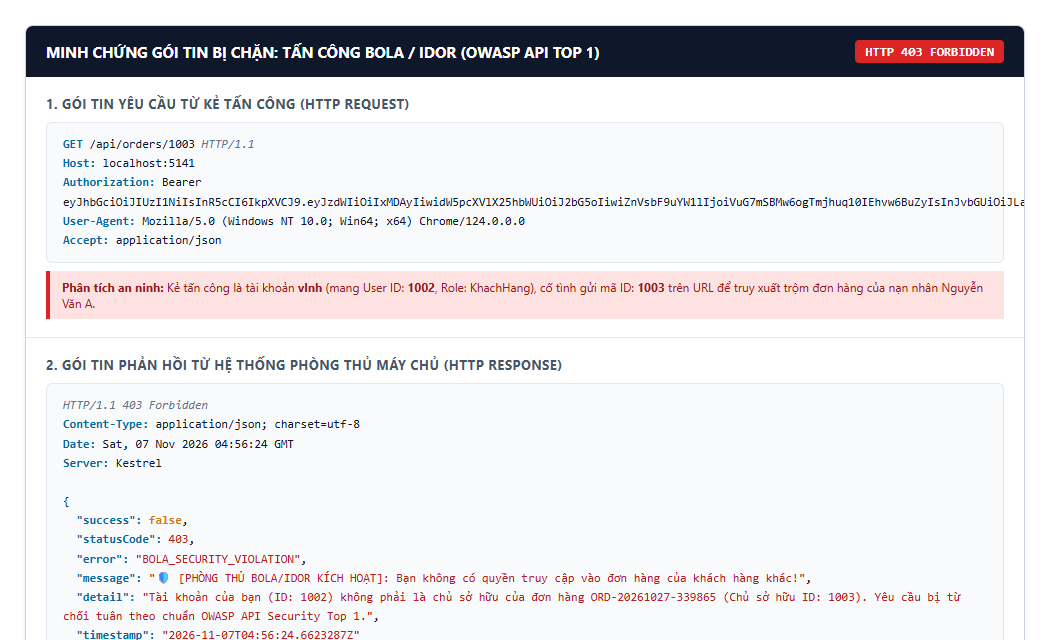 MINH CHỨNG GÓI TIN BỊ CHẶN: TẤN CÔNG BOLA / IDOR (OWASP API TOP 1)
HTTP 403 FORBIDDEN
1. GÓI TIN YÊU CẦU TỪ KẺ TẤN CÔNG (HTTP REQUEST)
GET /api/orders/1003 HTTP/1.1
Host: localhost:5141
Authorization: Bearer
eyJhbGciOiJIUzI1NiIsInR5cCI6IkpXVCJ9.eyJzdWIiOiIxMDAyIiwidW5pcXVlX25hbWUiOiJ2bG5oIiwiZnVsbF9uYW1lIjoiVuG7mSBMw6ogTmjhuq10IEhvw6BuZyIsInJvbGUiOiJLa
User-Agent: Mozilla/5.0 (Windows NT 10.0; Win64; x64) Chrome/124.0.0.0
Accept: application/json
Phân tích an ninh: Kẻ tấn công là tài khoản vlnh (mang User ID: 1002, Role: KhachHang), cố tình gửi mã ID: 1003 trên URL để truy xuất trộm đơn hàng của nạn nhân Nguyễn
Văn A.
2. GÓI TIN PHẢN HỒI TỪ HỆ THỐNG PHÒNG THỦ MÁY CHỦ (HTTP RESPONSE)
HTTP/1.1 403 Forbidden
Content-Type: application/json; charset=utf-8
Date: Sat, 07 Nov 2026 04:56:24 GMT
Server: Kestrel
{
"success": false,
"statusCode": 403,
"error": "BOLA_SECURITY_VIOLATION",
"message": "🛡️ [PHÒNG THỦ BOLA/IDOR KÍCH HOẠT]: Bạn không có quyền truy cập vào đơn hàng của khách hàng khác!",
"detail": "Tài khoản của bạn (ID: 1002) không phải là chủ sở hữu của đơn hàng ORD-20261027-339865 (Chủ sở hữu ID: 1003). Yêu cầu bị từ
chối tuân theo chuẩn OWASP API Security Top 1.",
"timestamp": "2026-11-07T04:56:24.6623287Z"